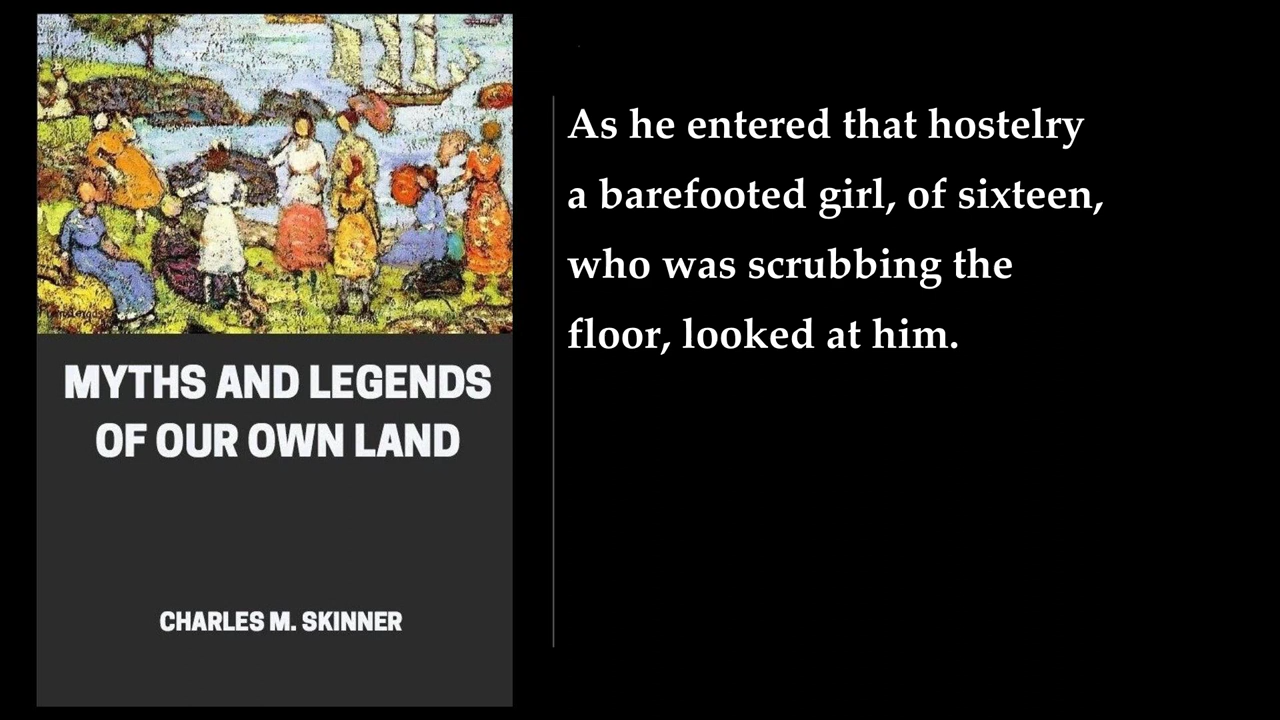 MYTHS AND LEGENDS
OF OUR OWN LAND
CHARLES M. SKINNER
As he entered that hostelry
a barefooted girl, of sixteen,
who was scrubbing the
floor, looked at him.